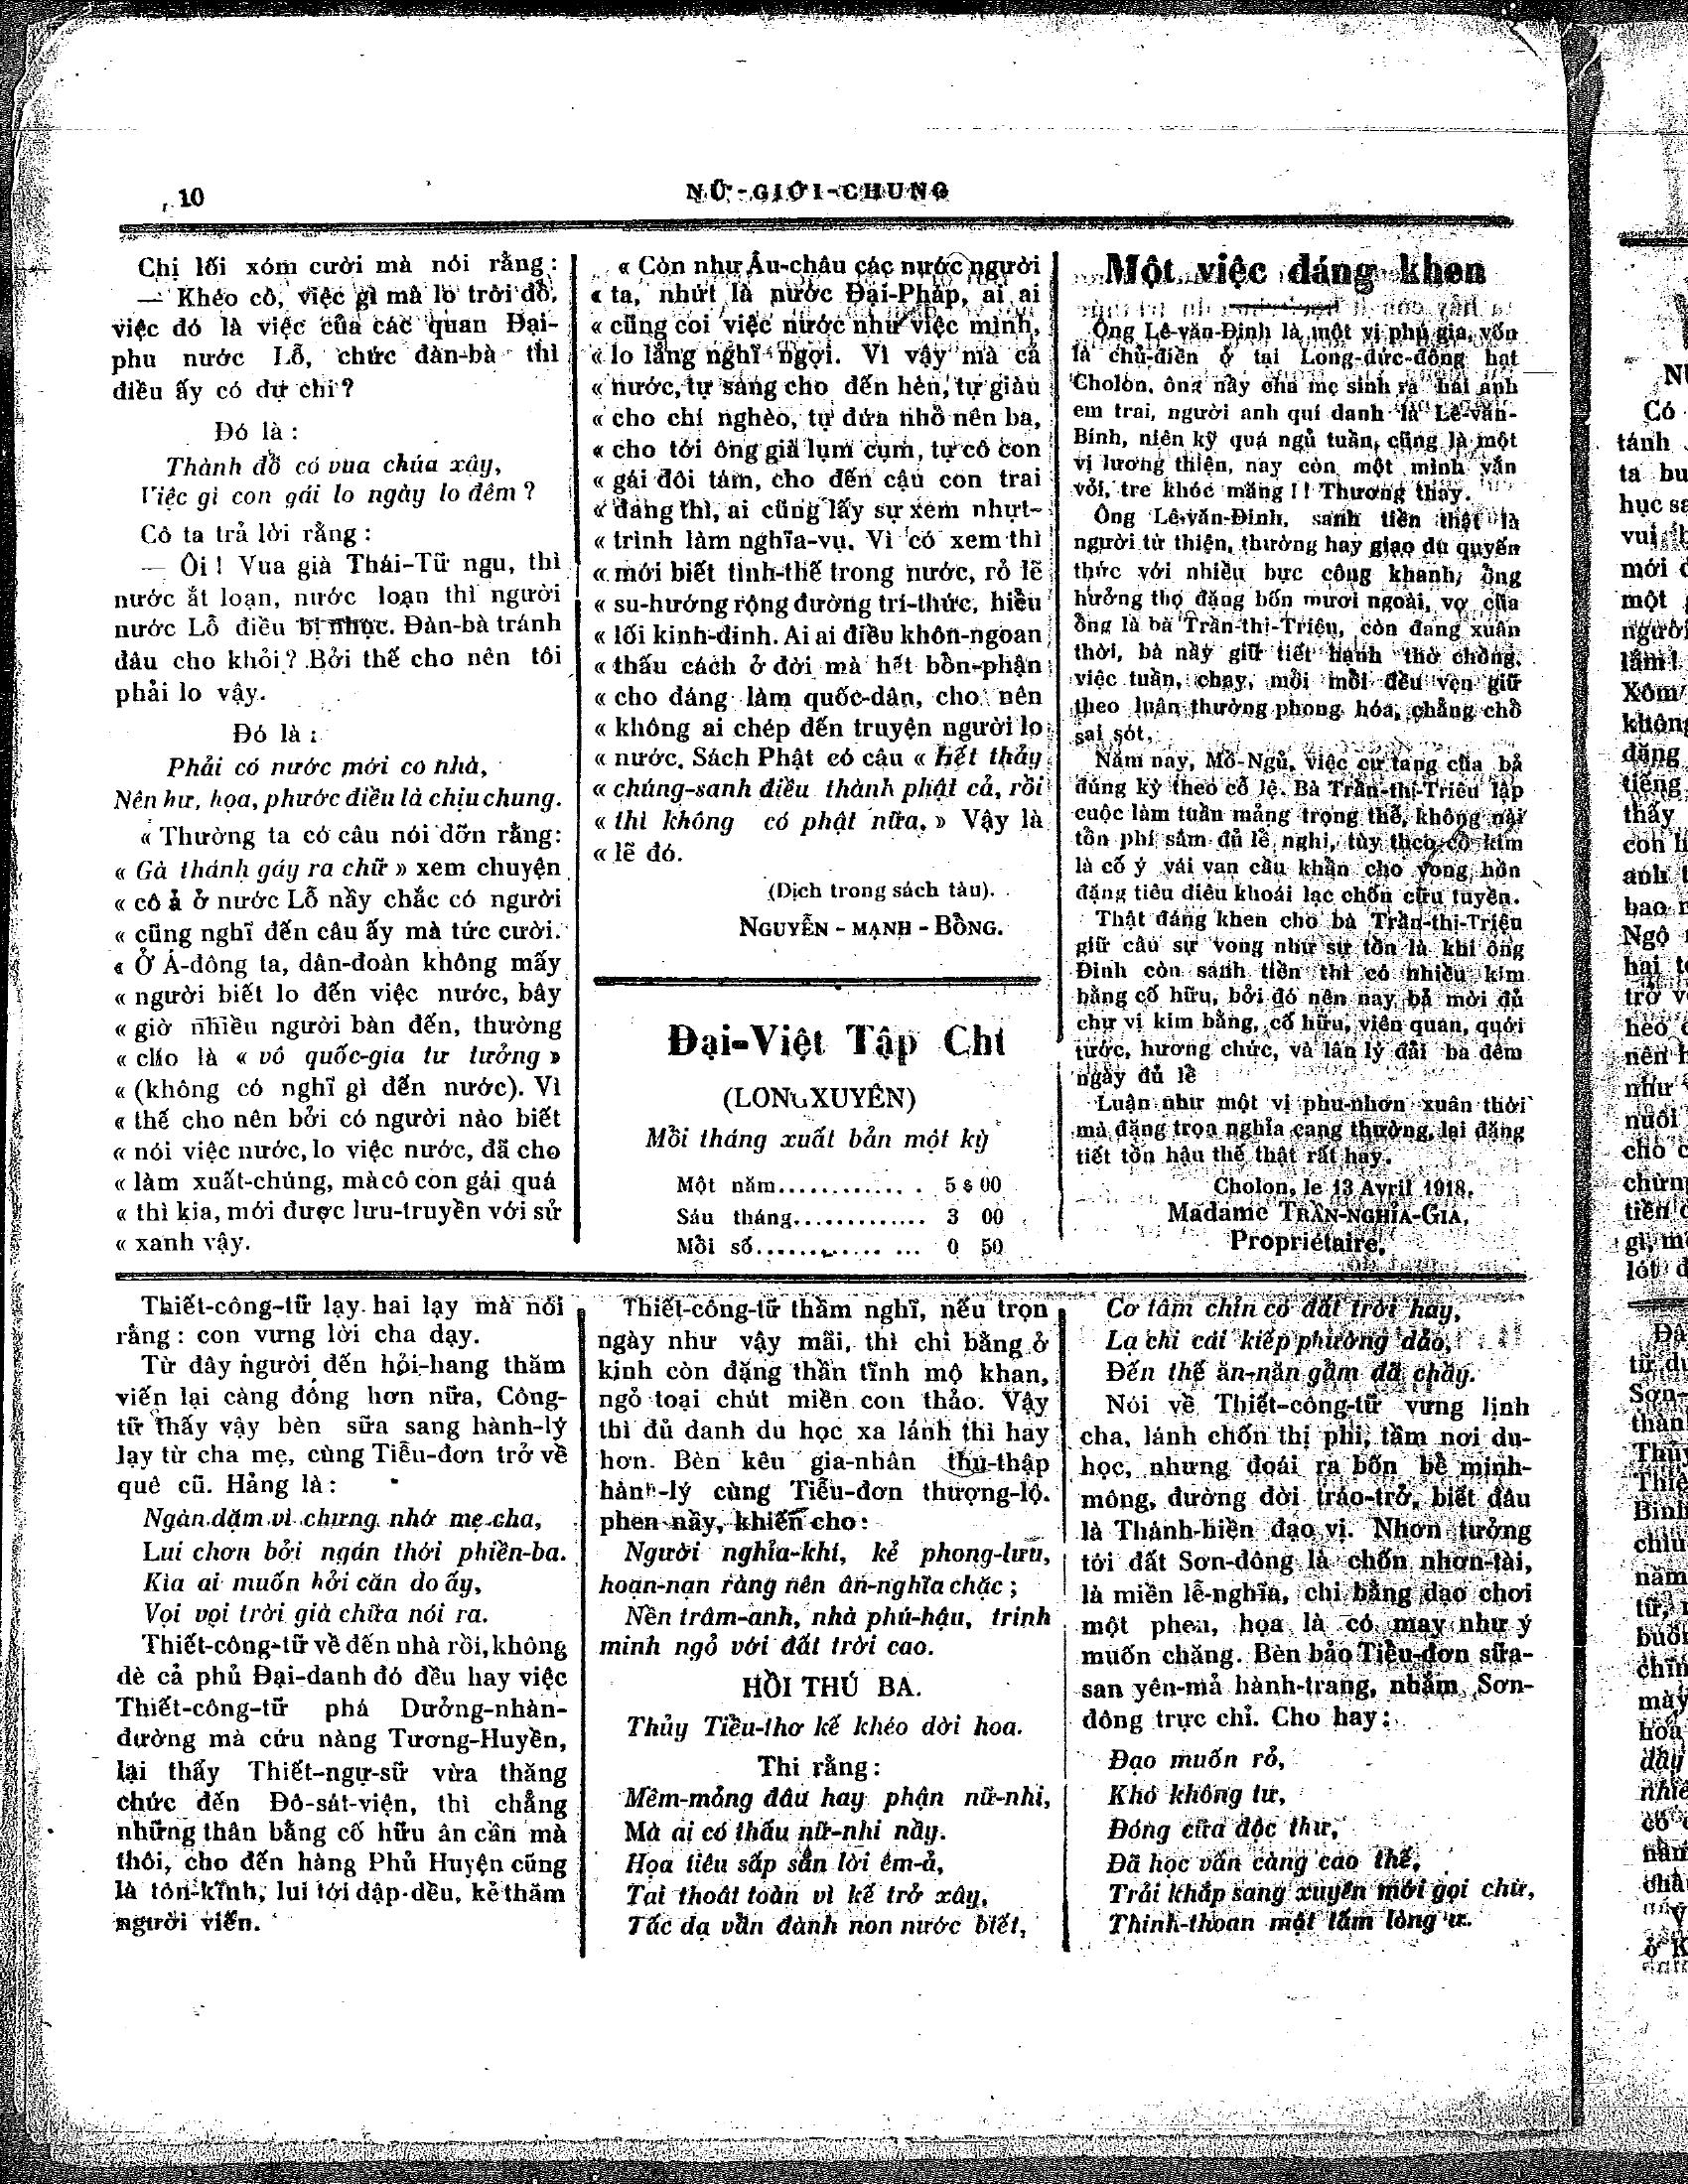 10
NỮ-GIỚI-CHUNG
Chị lối xóm cười mà nói rằng:
— Khéo cô, việc gì mà lo trời đổ,
việc đó là việc của các quan Đại-
phu nước Lỗ, chức đàn-bà thì
điều ấy có dự chi?
Đó là:
Thành đổ có vua chúa xây,
Việc gì con gái lo ngày lo đêm?
Cô ta trả lời rằng:
— Ôi! Vua già Thái-Tử ngu, thì
nước ắt loạn, nước loạn thì người
nước Lỗ điều bị nhục. Đàn-bà tránh
đâu cho khỏi? Bởi thế cho nên tôi
phải lo vậy.
Đó là:
Phải có nước mới co nhà,
Nên hư, họa, phước điều là chịu chung.
« Thường ta có câu nói dỡn rằng:
« Gà thánh gáy ra chữ » xem chuyện
« cô ả ở nước Lỗ nầy chắc có người
« cũng nghĩ đến câu ấy mà tức cười.
« Ở Á-đông ta, dân-đoàn không mấy
« người biết lo đến việc nước, bây
« giờ nhiều người bàn đến, thường
« cho là « vô quốc-gia tư tưởng »
« (không có nghĩ gì đến nước). Vì
« thế cho nên bởi có người nào biết
« nói việc nước, lo việc nước, đã cho
« làm xuất-chúng, mà cô con gái quá
« thì kia, mới được lưu-truyền với sử
« xanh vậy.
« Còn như Âu-châu các nước người
« ta, nhứt là nước Đại-Pháp, ai ai
« cũng coi việc nước như việc mình,
« lo lắng nghĩ ngợi. Vì vậy mà cả
« nước, tự sang cho đến hèn, tự giàu
« cho chí nghèo, tự đứa nhỏ nên ba,
« cho tới ông già lụm cụm, tự cô con
« gái đôi tám, cho đến cậu con trai
« đang thì, ai cũng lấy sự xem nhựt-
« trình làm nghĩa-vụ. Vì có xem thì
« mới biết tình-thế trong nước, rỏ lẽ
« su-hướng rộng đường trí-thức, hiểu
« lối kinh-dinh. Ai ai điều khôn-ngoan
« thấu cách ở đời mà hết bổn-phận
« cho đáng làm quốc-dân, cho nên
« không ai chép đến truyện người lo
« nước. Sách Phật có câu « hết thảy
« chúng-sanh điều thành phật cả, rồi
« thì không có phật nữa. » Vậy là
« lẽ đó.
(Dịch trong sách tàu).
NGUYỄN-MẠNH-BỒNG.
Đại-Việt Tập Chí
(LONG XUYÊN)
Mỗi tháng xuất bản một kỳ
Một năm............. 5 $ 00
Sáu tháng............. 3 00
Mỗi số............... 0 50
Một việc đáng khen
Ông Lê-văn-Đinh là một vị phú gia, vốn
là chủ-điền ở tại Long-đức-đông hạt
Cholon, ông nầy cha mẹ sinh ra hai anh
em trai, người anh quí danh là Lê-văn-
Bính, niên kỹ quá ngủ tuần, cũng là một
vị lương thiện, nay còn một mình vắn
vỏi, tre khóc măng!! Thương thay.
Ông Lê-văn-Đinh, sanh tiền thật là
người từ thiện, thường hay giao du quyến
thức với nhiều bực công khanh, ông
hưởng thọ đặng bốn mươi ngoài, vợ của
ông là bà Trần-thị-Triệu, còn đang xuân
thời, bà nầy giữ tiết hạnh thờ chồng,
việc tuần, chay, mỗi mỗi đều vẹn giữ
theo luân thường phong hóa, chẳng chỗ
sai sót.
Năm nay, Mồ-Ngủ, việc cư tang của bả
đúng kỳ theo cổ lệ. Bà Trần-thị-Triệu lập
cuộc làm tuần mảng trọng thể, không nại
tồn phí sắm đủ lễ nghi, tùy theo cổ kim
là cố ý vái van cầu khẩn cho vong hồn
đặng tiêu diêu khoái lạc chốn cửu tuyền.
Thật đáng khen cho bà Trần-thị-Triệu
giữ câu sự vong như sự tồn là khi ông
Đinh còn sanh tiền thì có nhiều kim
bằng cố hữu, bởi đó nên nay bả mời đủ
chư vị kim bằng, cố hữu, viên quan, quới
tước, hương chức, và lân lý đãi ba đêm
ngày đủ lề
Luận như một vị phu-nhơn xuân thời
mà đặng trọn nghĩa cang thường, lại đặng
tiết tồn hậu thế thật rất hay.
Cholon, le 13 Avril 1918.
Madame TRẦN-NGHĨA-GIA,
Propriétaire.
Thiết-công-tử lạy hai lạy mà nói
rằng: con vưng lời cha dạy.
Từ đây người đến hỏi-hang thăm
viến lại càng đông hơn nữa, Công-
tử thấy vậy bèn sữa sang hành-lý
lạy từ cha mẹ, cùng Tiểu-đơn trở về
quê cũ. Hảng là:
Ngàn dặm vì chưng nhớ mẹ cha,
Lui chơn bởi ngán thói phiền-ba.
Kìa ai muốn hỏi căn do ấy,
Vọi vọi trời già chữa nói ra.
Thiết-công-tử về đến nhà rồi, không
dè cả phủ Đại-danh đó đều hay việc
Thiết-công-tử phá Dưởng-nhàn-
đường mà cứu nàng Tương-Huyền,
lại thấy Thiết-ngự-sử vừa thăng
chức đến Đô-sát-viện, thì chẳng
những thân bằng cố hữu ân cần mà
thôi, cho đến hàng Phủ Huyện cũng
là tôn-kĩnh, lui tới dập-dều, kẻ thăm
người viến.
Thiết-công-tử thầm nghĩ, nếu trọn
ngày như vậy mãi, thì chi bằng ở
kinh còn đặng thần tĩnh mộ khan,
ngỏ toại chút miền con thảo. Vậy
thì đủ danh du học xa lánh thì hay
hơn. Bèn kêu gia-nhân thú-thập
hành-lý cùng Tiểu-đơn thượng-lộ.
phen nầy, khiến cho:
Người nghĩa-khí, kẻ phong-lưu,
hoạn-nạn ràng nên ân-nghĩa chặc;
Nền trâm-anh, nhà phú-hậu, trinh
minh ngỏ với đất trời cao.
HỒI THỨ BA.
Thủy Tiểu-thơ kế khéo dời hoa.
Thi rằng:
Mêm-mỏng đâu hay phận nữ-nhi,
Mà ai có thấu nữ-nhi nầy.
Họa tiêu sấp sẳn lời êm-ả,
Tai thoát toàn vì kế trở xây,
Tấc dạ vẩn đành non nước biết,
Cơ tâm chỉn có đất trời hay,
Lạ chi cái kiếp phường dảo,
Đến thế ăn-năn gẩm đã chầy.
Nói về Thiết-công-tử vưng lịnh
cha, lánh chốn thị phi, tầm nơi du-
học, nhưng đoái ra bốn bề minh-
mông, đường đời tráo-trở, biết đâu
là Thánh-hiền đạo vị. Nhơn tưởng
tới đất Sơn-đông là chốn nhơn-tài,
là miền lễ-nghĩa, chi bằng dạo chơi
một phen, họa là có may như ý
muốn chăng. Bèn bảo Tiểu-đơn sữa-
san yên-mả hành-trang, nhắm Sơn-
đông trực chỉ. Cho hay:
Đạo muốn rỏ,
Khó không tư,
Đóng cữa độc thư,
Đã học vẩn càng cao thế,
Trải khắp sang xuyên mới gọi chừ,
Thinh-thoan một tấm lòng ư.